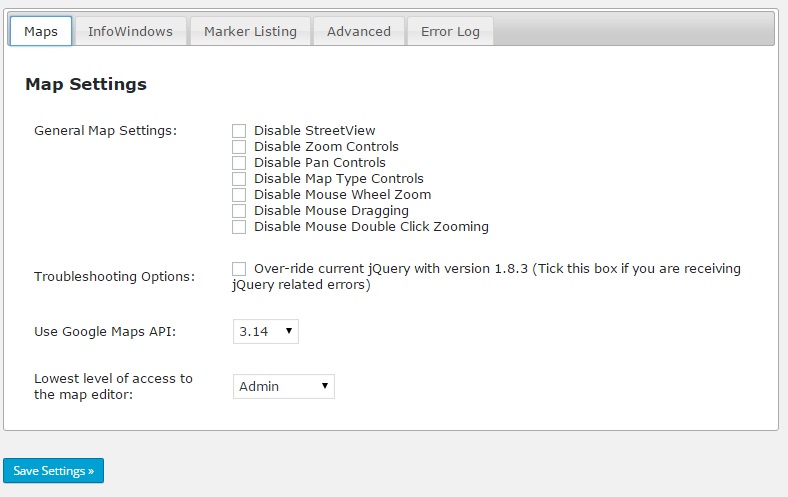 Maps InfoWindows Marker Listing Advanced Error Log
Map Settings
General Map Settings:
Disable StreetView
Disable Zoom Controls
Disable Pan Controls
Disable Map Type Controls
Disable Mouse Wheel Zoom
Disable Mouse Dragging
Disable Mouse Double Click Zooming
Troubleshooting Options:
Over-ride current jQuery with version 1.8.3 (Tick this box if you are receiving
jQuery related errors)
Use Google Maps API:
3.14
Lowest level of access to
the map editor:
Admin
Save Settings »